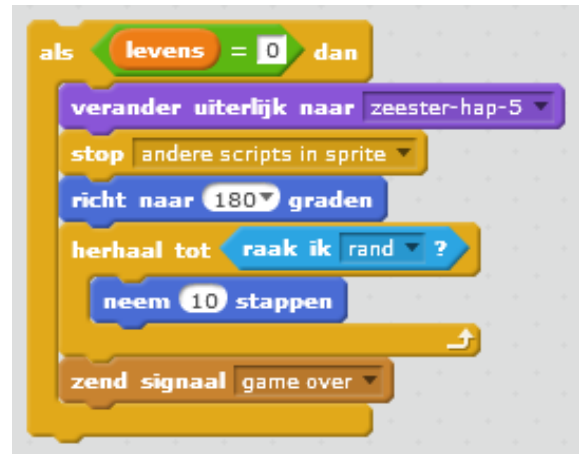 als levens = 0 dan
verander uiterlijk naar zeester-hap-5
stop andere scripts in sprite
richt naar 180 graden
herhaal tot raak ik rand ?
neem 10 stappen
zend signaal game over